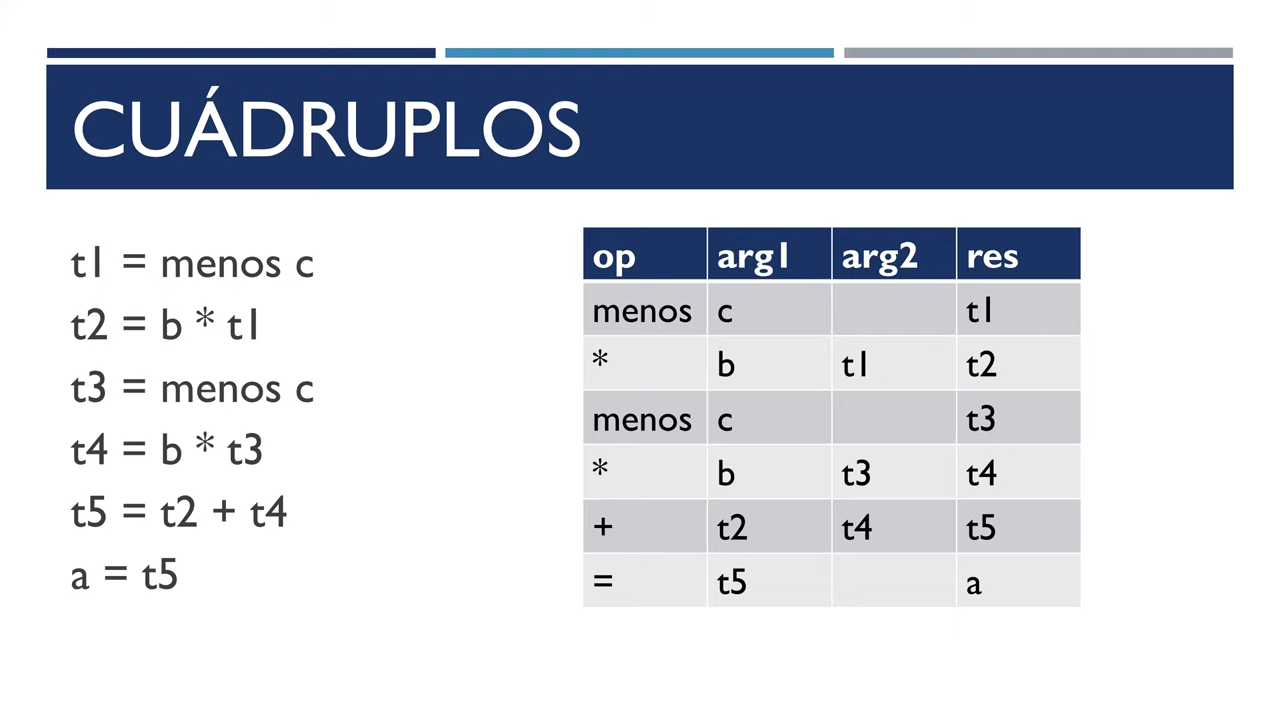 CUÁDRUPLOS
t1 = menos c
t2 = b * t1
t3 = menos c
t4 = b * t3
t5 = t2 + t4
a = t5
op arg1 arg2 res
menos c t1
* b t1 t2
menos c t3
* b t3 t4
+ t2 t4 t5
= t5 a